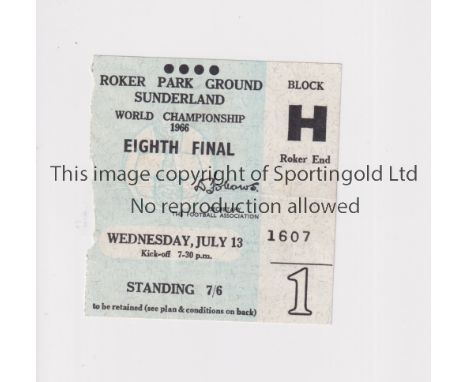 ROKER PARK GROUND
SUNDERLAND
WORLD CHAMPIONSHIP
1966
EIGHTH FINAL
THE FOOTBALL ASSOCIATION
WEDNESDAY, JULY 13
Kick-off 7-30 p.m.
STANDING 7/6
to be retained (see plan & conditions on back)
BLOCK
H
Roker End
1607
1
This image copyright of Sportingold Ltd
No reproduction allowed